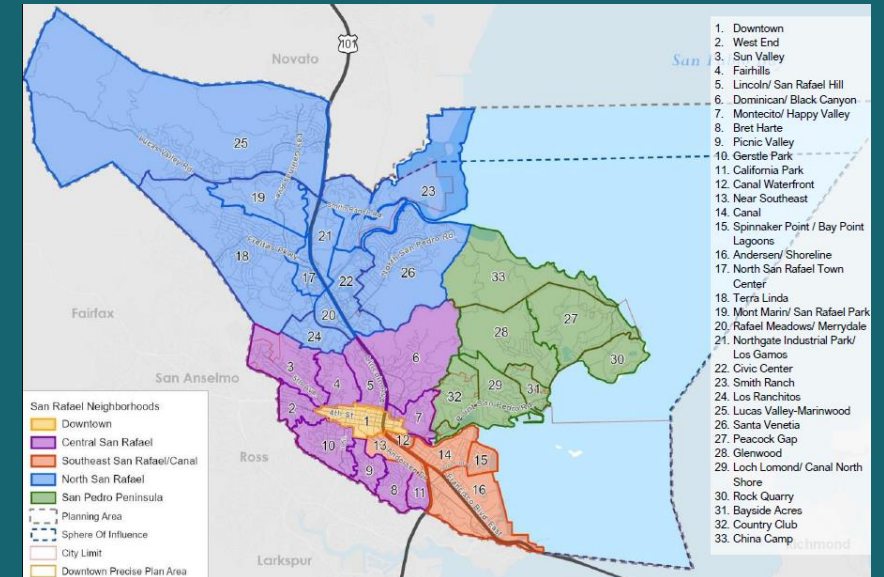 Novato
101
San
25
19
23
21
18
17
22
26
20
24
33
27
28
30
29
31
32
3
4
5
6
2
4th St
1
7
12
13
10
9
8
11
14
15
16
Lucas Valley Rd
Freitas Pkwy
North San Pedro Rd
Fairfax
San Anselmo
Ross
Larkspur
Richmond
1. Downtown
2. West End
3. Sun Valley
4. Fairhills
5. Lincoln/ San Rafael Hill
6. Dominican/ Black Canyon
7. Montecito/ Happy Valley
8. Bret Harte
9. Picnic Valley
10. Gerstle Park
11. California Park
12. Canal Waterfront
13. Near Southeast
14. Canal
15. Spinnaker Point / Bay Point
Lagoons
16. Andersen/ Shoreline
17. North San Rafael Town
Center
18. Terra Linda
19. Mont Marin/ San Rafael Park
20. Rafael Meadows/ Merrydale
21. Northgate Industrial Park/
Los Gamos
22. Civic Center
23. Smith Ranch
24. Los Ranchitos
25. Lucas Valley-Marinwood
26. Santa Venetia
27. Peacock Gap
28. Glenwood
29. Loch Lomond/ Canal North
Shore
30. Rock Quarry
31. Bayside Acres
32. Country Club
33. China Camp
San Rafael Neighborhoods
Downtown
Central San Rafael
Southeast San Rafael/Canal
North San Rafael
San Pedro Peninsula
Planning Area
Sphere Of Influence
City Limit
Downtown Precise Plan Area